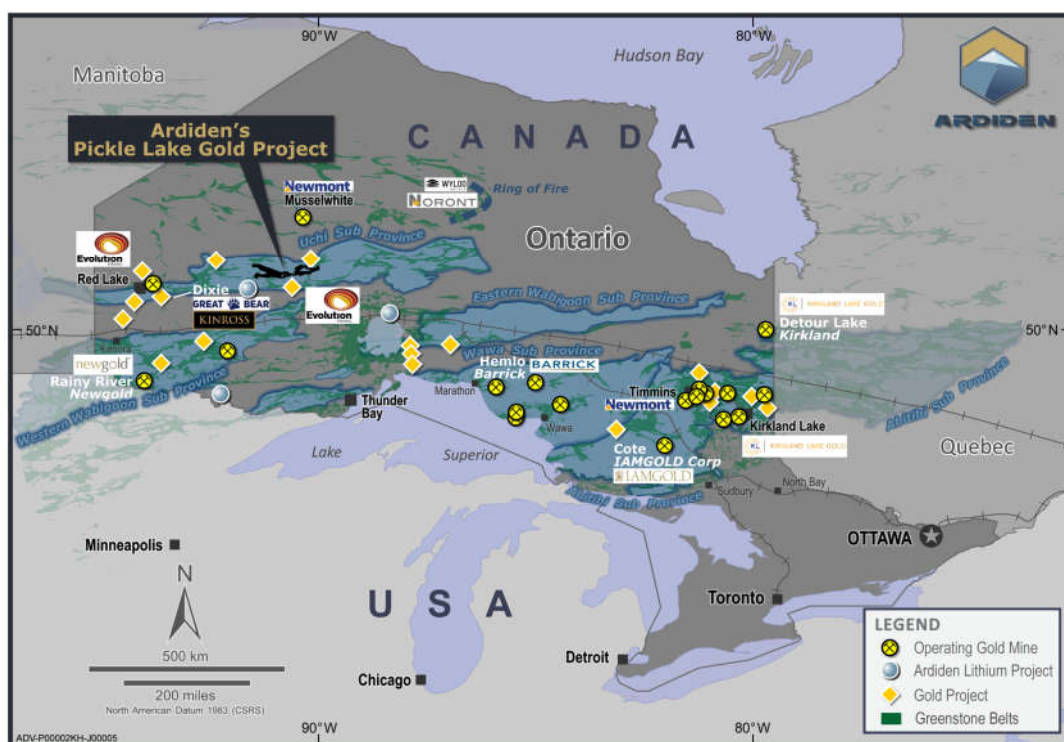 90°W
80°W
Manitoba
Hudson Bay
ARDIDEN
Ardiden's
Pickle Lake Gold Project
CANADA
Newmont
Musselwhite
WYLOO
NORONT
Ring of Fire
Uchi Sub Province
Ontario
Evolution
Red Lake
Dixie
GREAT BEAR
KINROSS
Evolution
Eastern Wabigoon Sub Province
KL KIRKLAND LAKE GOLD
Detour Lake
Kirkland
50°N
50°N
newgold
Rainy River
Newgold
Western Wabigoon Sub Province
Wawa Sub Province
Hemlo
Barrick
BARRICK
Marathon
Thunder
Bay
Wawa
Timmins
Newmont
Kirkland Lake
KL KIRKLAND LAKE GOLD
Abitibi Sub Province
Quebec
Cote
IAMGOLD Corp
IAMGOLD
Lake
Superior
Abitibi Sub Province
Sudbury
North Bay
Minneapolis
OTTAWA
N
USA
Toronto
500 km
200 miles
North American Datum 1983 (CSRS)
Detroit
Chicago
LEGEND
Operating Gold Mine
Ardiden Lithium Project
Gold Project
Greenstone Belts
90°W
80°W
ADV-P00002KH-J00005